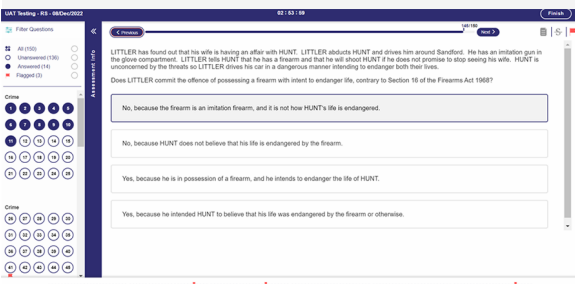 UAT Testing - RS - 08/Dec/2022
02 : 53 : 59
Finish
Filter Questions
All (150)
Unanswered (136)
Answered (14)
Flagged (3)
Assessment Info
Previous
148/150
Next
LITTLER has found out that his wife is having an affair with HUNT. LITTLER abducts HUNT and drives him around Sandford. He has an imitation gun in
the glove compartment. LITTLER tells HUNT that he has a firearm and that he will shoot HUNT if he does not promise to stop seeing his wife. HUNT is
unconcerned by the threats so LITTLER drives his car in a dangerous manner intending to endanger both their lives.
Does LITTLER commit the offence of possessing a firearm with intent to endanger life, contrary to Section 16 of the Firearms Act 1968?
No, because the firearm is an imitation firearm, and it is not how HUNT's life is endangered.
No, because HUNT does not believe that his life is endangered by the firearm.
Yes, because he is in possession of a firearm, and he intends to endanger the life of HUNT.
Yes, because he intended HUNT to believe that his life was endangered by the firearm or otherwise.
Crime
1 2 3 4 5
6 7 8 9 10
11 12 13 14 15
16 17 18 19 20
21 22 23 24 25
Crime
26 27 28 29 30
31 32 33 34 35
36 37 38 39 40
41 42 43 44 45